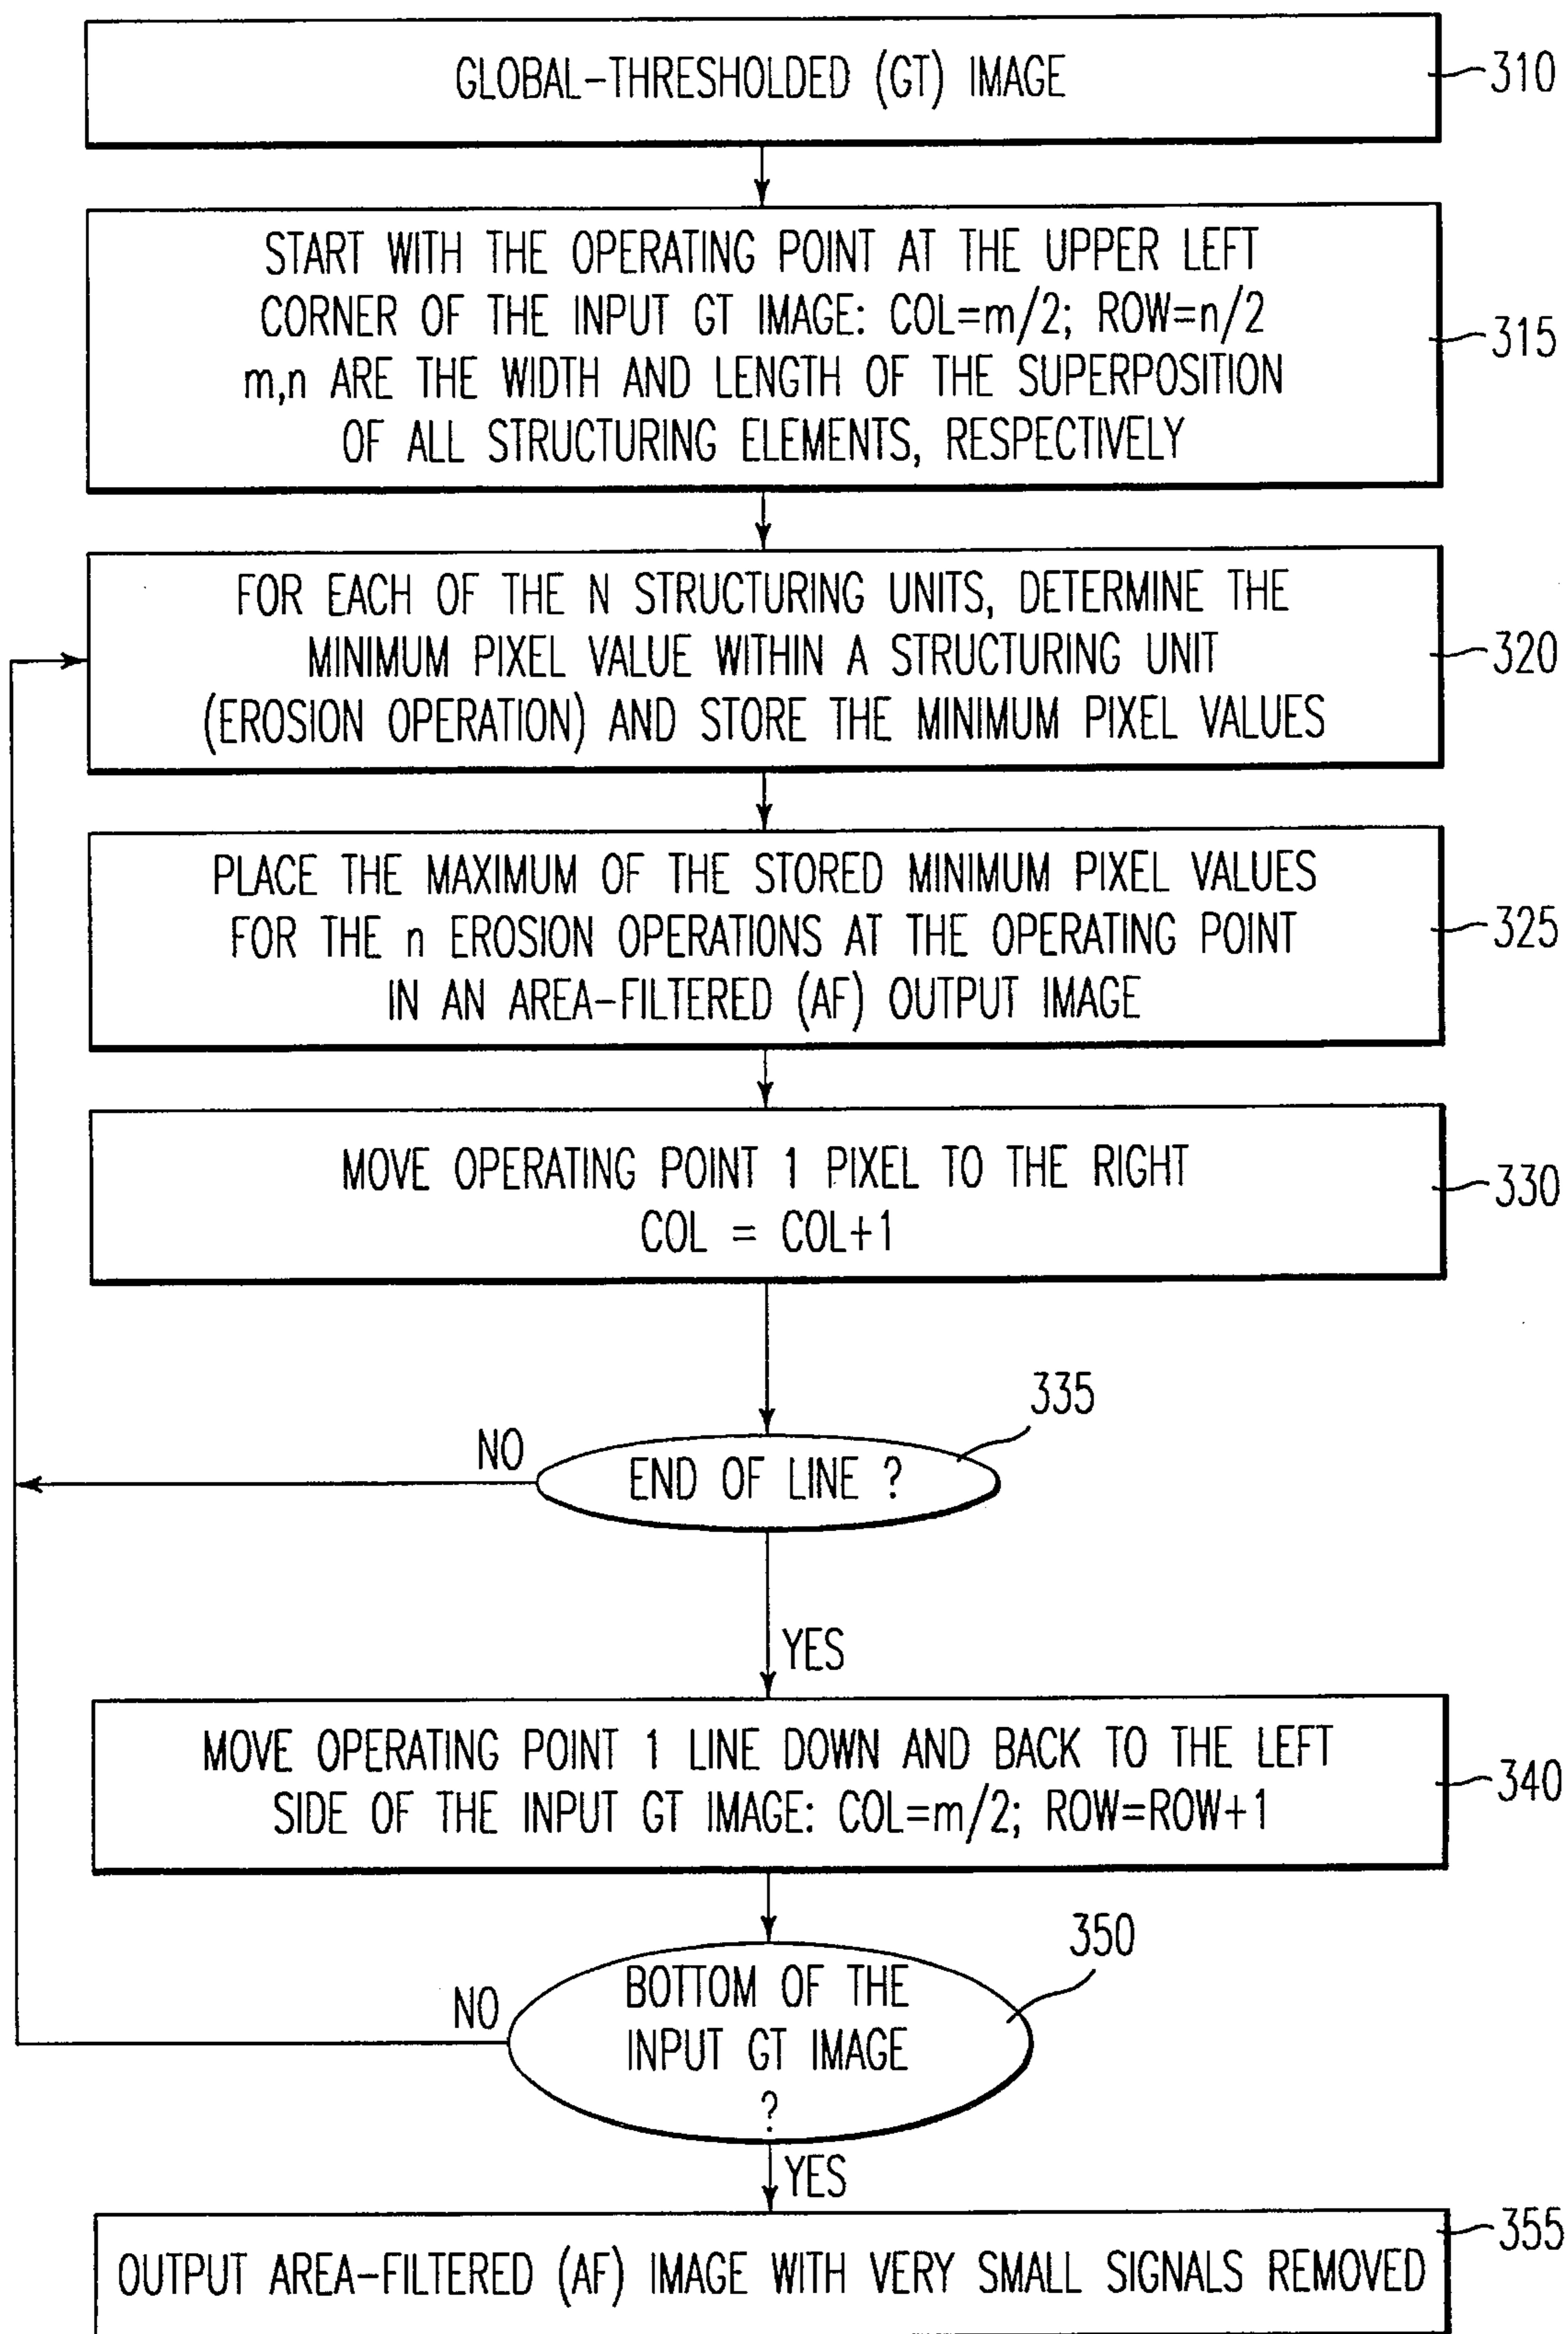 GLOBAL-THRESHOLDED (GT) IMAGE
310
START WITH THE OPERATING POINT AT THE UPPER LEFT
CORNER OF THE INPUT GT IMAGE: COL=m/2; ROW=n/2
m,n ARE THE WIDTH AND LENGTH OF THE SUPERPOSITION
OF ALL STRUCTURING ELEMENTS, RESPECTIVELY
315
FOR EACH OF THE N STRUCTURING UNITS, DETERMINE THE
MINIMUM PIXEL VALUE WITHIN A STRUCTURING UNIT
(EROSION OPERATION) AND STORE THE MINIMUM PIXEL VALUES
320
PLACE THE MAXIMUM OF THE STORED MINIMUM PIXEL VALUES
FOR THE n EROSION OPERATIONS AT THE OPERATING POINT
IN AN AREA-FILTERED (AF) OUTPUT IMAGE
325
MOVE OPERATING POINT 1 PIXEL TO THE RIGHT
COL = COL+1
330
335
NO
END OF LINE ?
YES
MOVE OPERATING POINT 1 LINE DOWN AND BACK TO THE LEFT
SIDE OF THE INPUT GT IMAGE: COL=m/2; ROW=ROW+1
340
350
NO
BOTTOM OF THE
INPUT GT IMAGE
?
YES
OUTPUT AREA-FILTERED (AF) IMAGE WITH VERY SMALL SIGNALS REMOVED
355